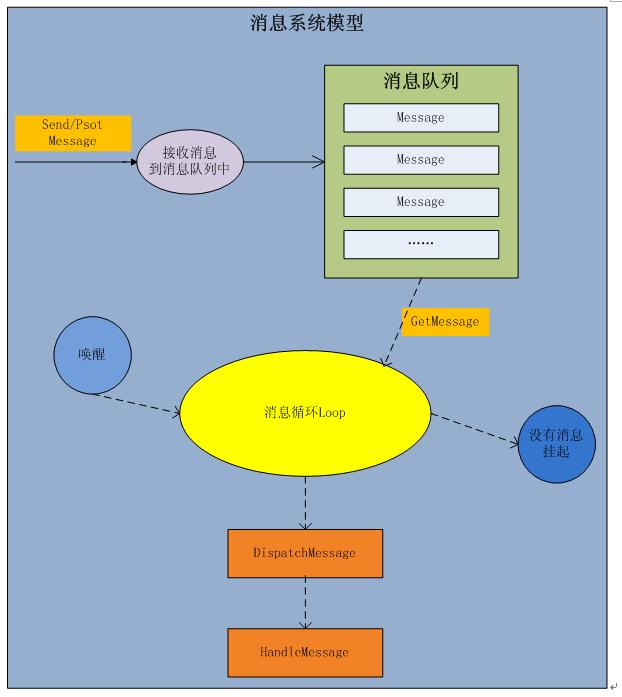 消息系统模型
消息队列
Send/Psot
Message
接收消息
到消息队列中
Message
Message
Message
······
GetMessage
唤醒
消息循环Loop
没有消息
挂起
DispatchMessage
HandleMessage